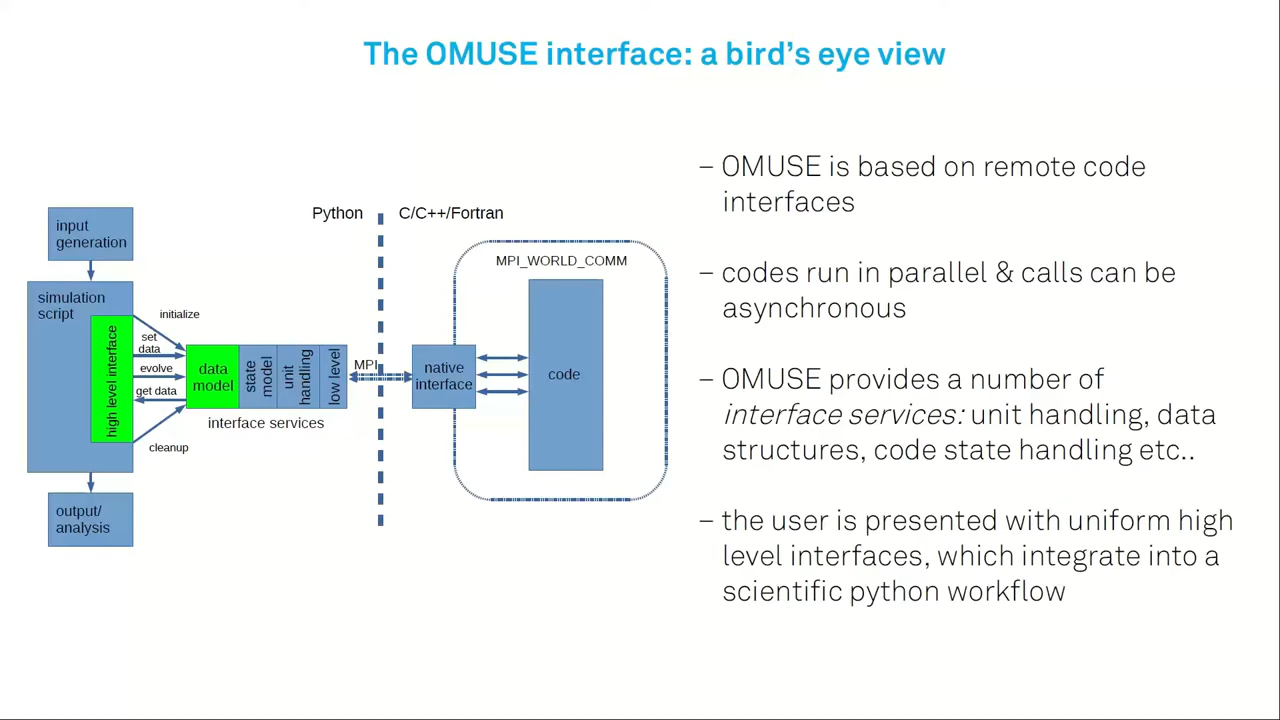 The OMUSE interface: a bird's eye view
Python
C/C++/Fortran
input
generation
simulation
script
high level interface
initialize
set
data
evolve
get data
cleanup
data
model
state
model
unit
handling
low level
interface services
MPI
native
interface
MPI_WORLD_COMM
code
output/
analysis
– OMUSE is based on remote code
interfaces
– codes run in parallel & calls can be
asynchronous
– OMUSE provides a number of
interface services: unit handling, data
structures, code state handling etc..
– the user is presented with uniform high
level interfaces, which integrate into a
scientific python workflow